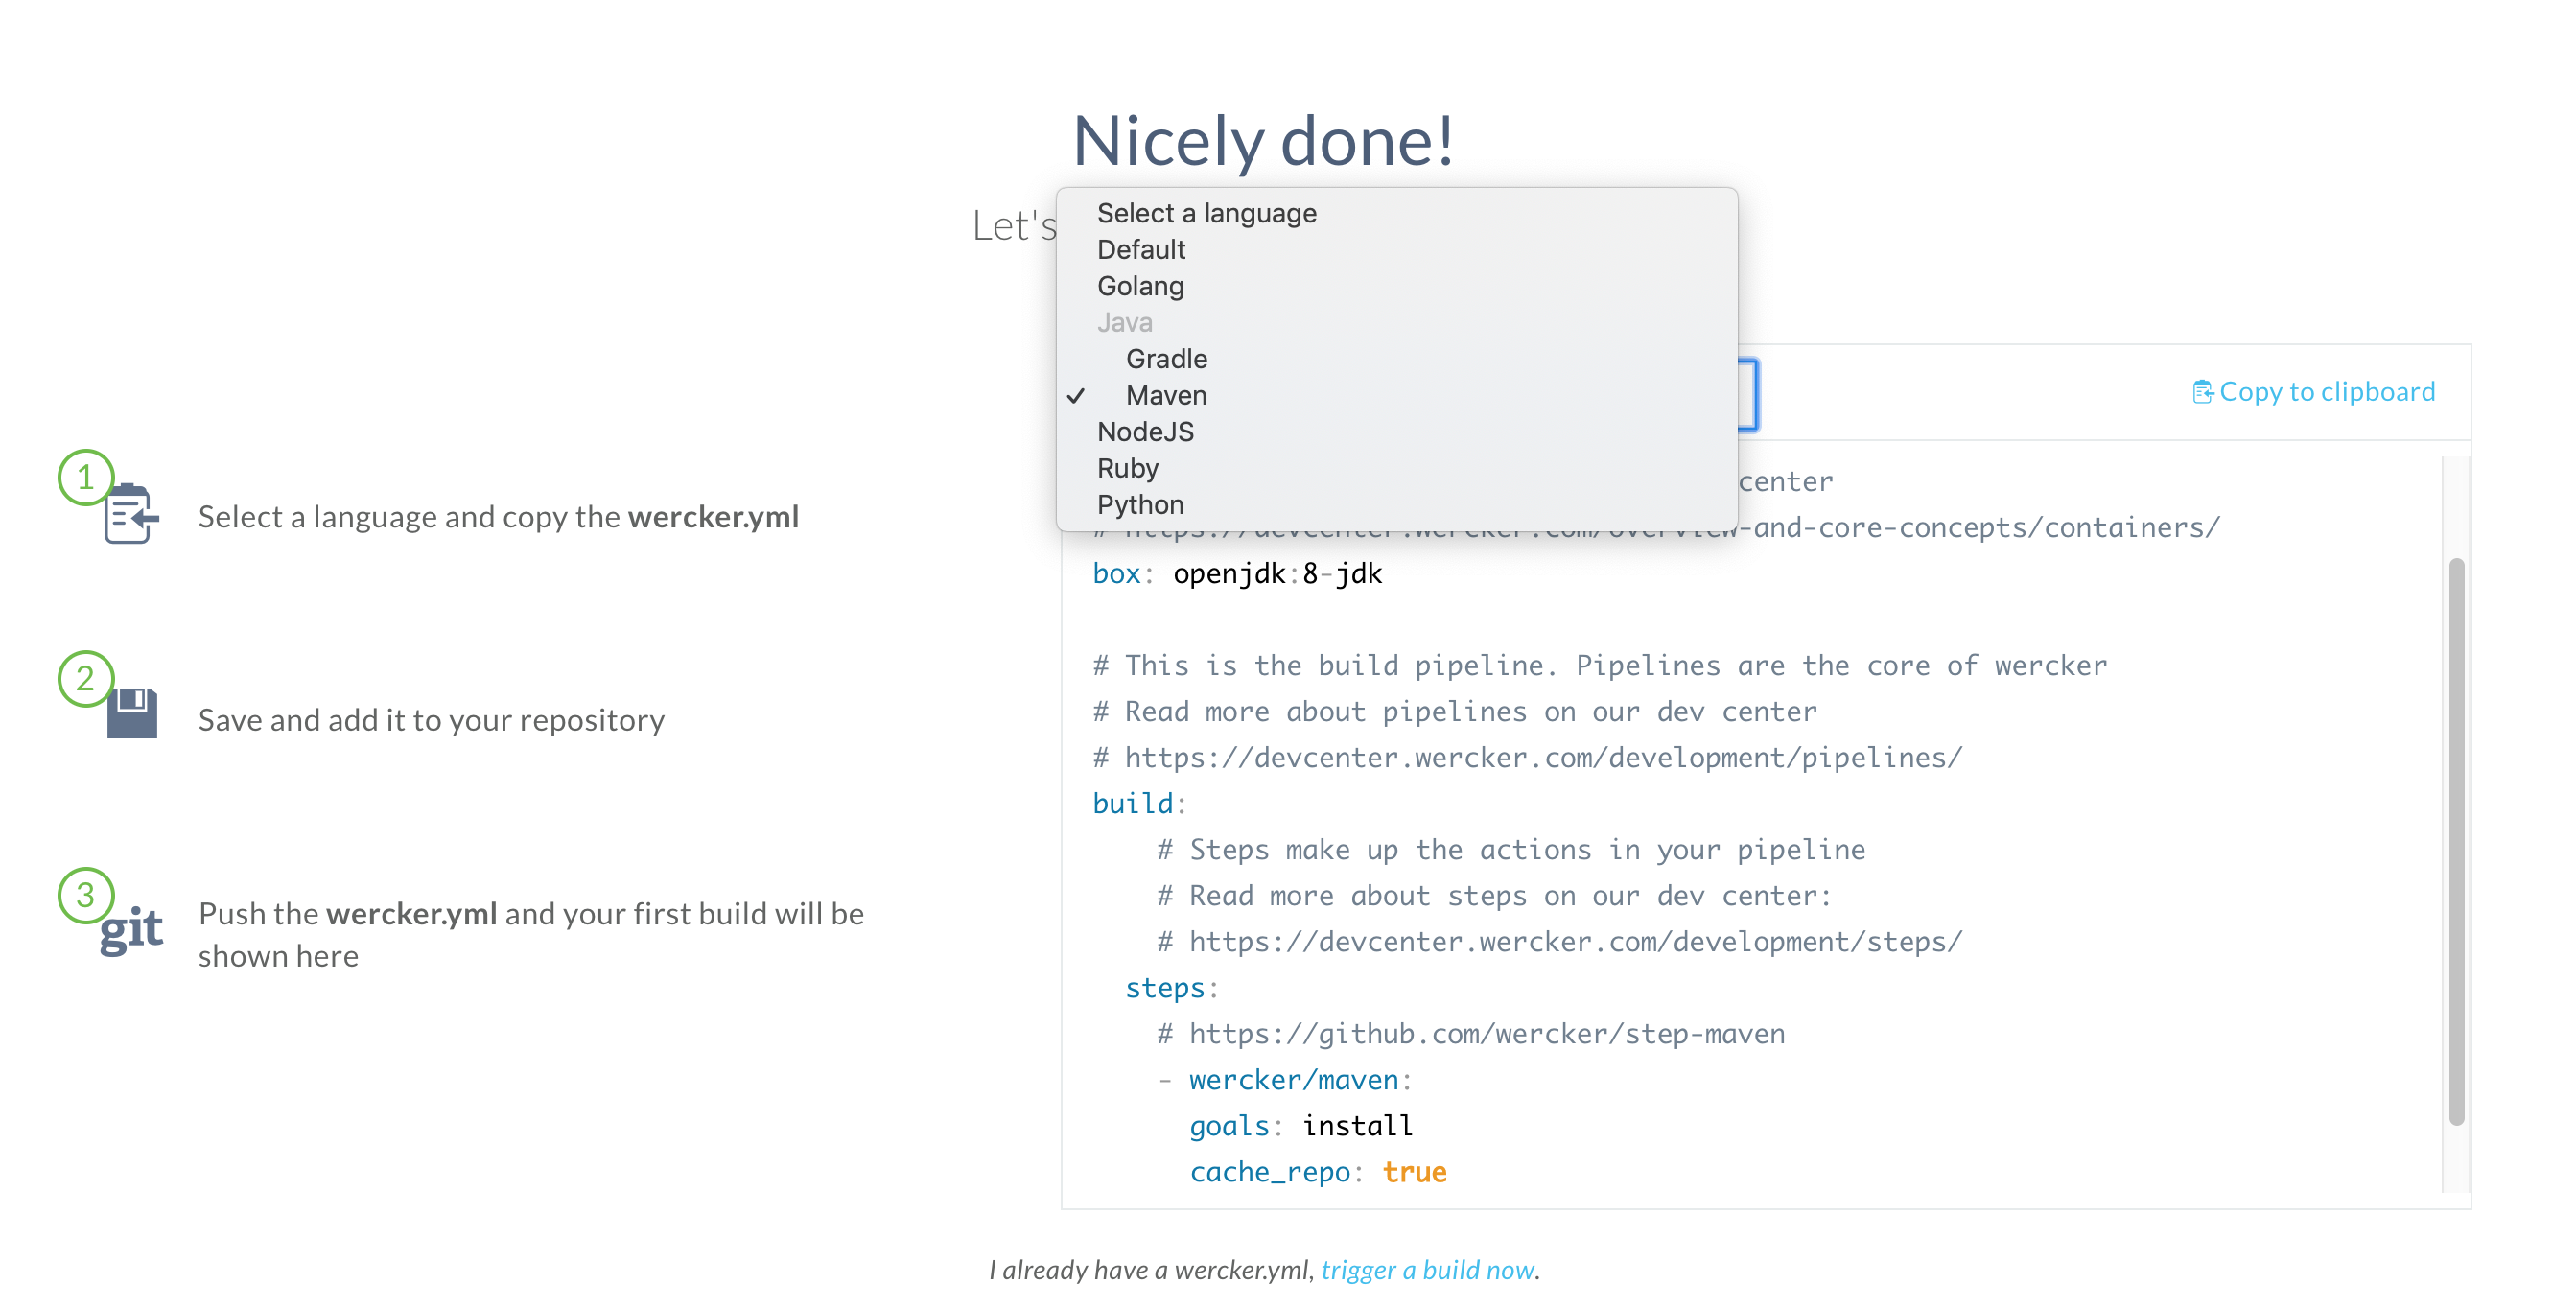 Nicely done!
Let's
Select a language
Default
Golang
Java
Gradle
✓ Maven
NodeJS
Ruby
Python
Copy to clipboard
1
Select a language and copy the wercker.yml
2
Save and add it to your repository
3
git
Push the wercker.yml and your first build will be
shown here
center
# https://devcenter.wercker.com/overview-and-core-concepts/containers/
box: openjdk:8-jdk
# This is the build pipeline. Pipelines are the core of wercker
# Read more about pipelines on our dev center
# https://devcenter.wercker.com/development/pipelines/
build:
# Steps make up the actions in your pipeline
# Read more about steps on our dev center:
# https://devcenter.wercker.com/development/steps/
steps:
# https://github.com/wercker/step-maven
- wercker/maven:
goals: install
cache_repo: true
I already have a wercker.yml, trigger a build now.